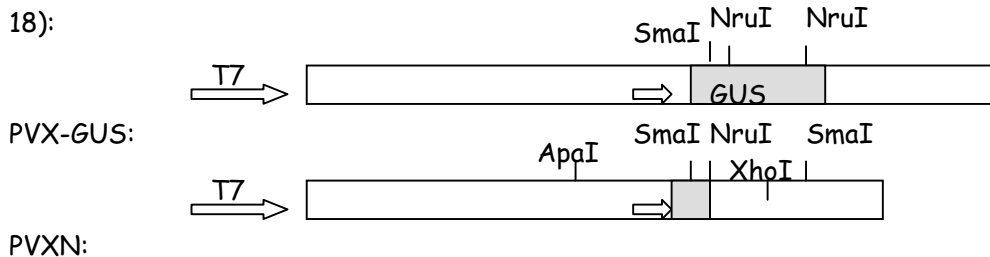 18):
SmaI NruI NruI
T7
GUS
PVX-GUS:
ApaI SmaI NruI SmaI
XhoI
T7
PVXN: